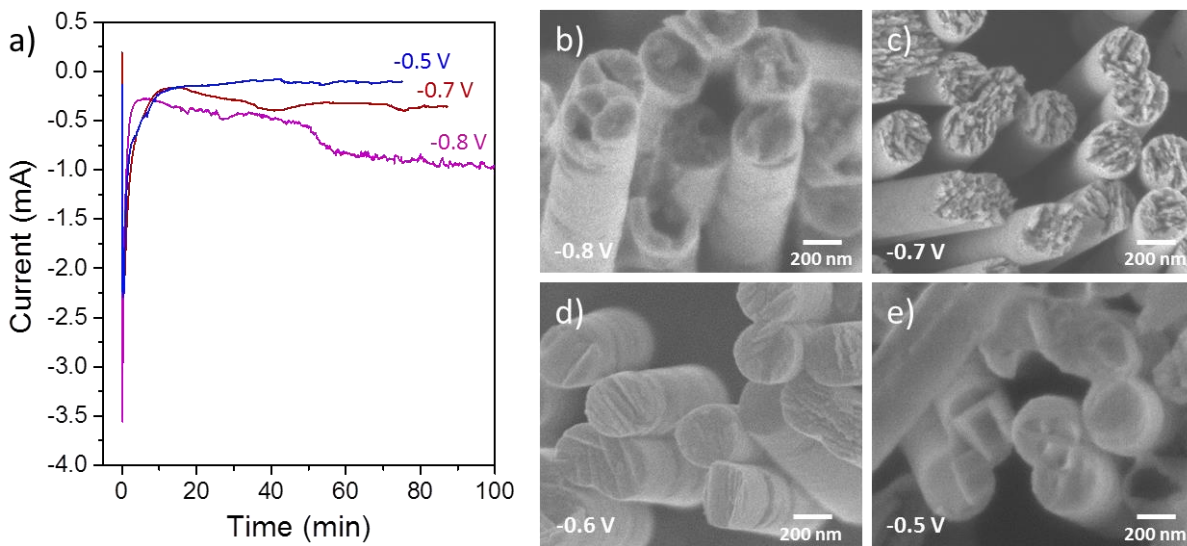 a)
0.5
0.0
-0.5
-1.0
-1.5
-2.0
-2.5
-3.0
-3.5
-4.0
Current (mA)
-0.5 V
-0.7 V
-0.8 V
0 20 40 60 80 100
Time (min)
b)
-0.8 V
200 nm
c)
-0.7 V
200 nm
d)
-0.6 V
200 nm
e)
-0.5 V
200 nm